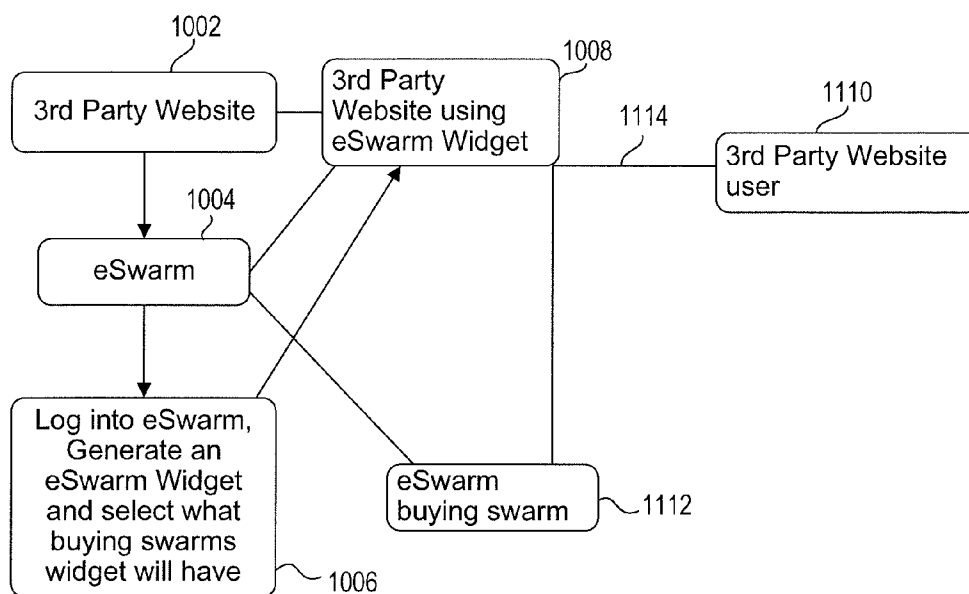 1002
3rd Party Website
1008
3rd Party
Website using
eSwarm Widget
1114
1110
3rd Party Website
user
1004
eSwarm
Log into eSwarm,
Generate an
eSwarm Widget
and select what
buying swarms
widget will have
1006
eSwarm
buying swarm
1112